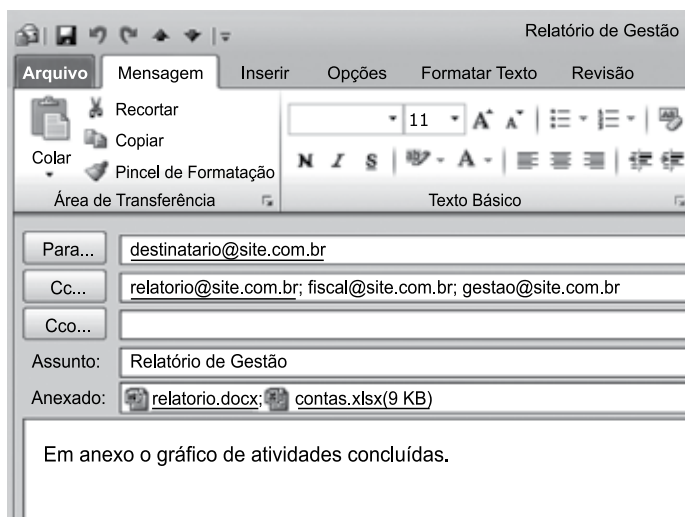 Relatório de Gestão
Arquivo Mensagem Inserir Opções Formatar Texto Revisão
Colar
Recortar
Copiar
Pincel de Formatação
Área de Transferência
11 A A
N I S A
Texto Básico
Para... destinatario@site.com.br
Cc... relatorio@site.com.br; fiscal@site.com.br; gestao@site.com.br
Cco...
Assunto: Relatório de Gestão
Anexado: relatorio.docx; contas.xlsx(9 KB)
Em anexo o gráfico de atividades concluídas.